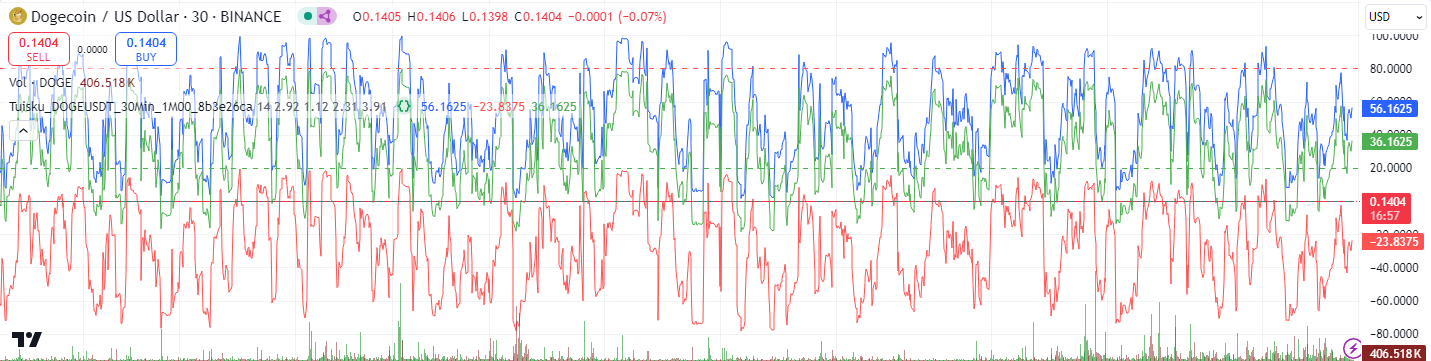 Dogecoin / US Dollar · 30 · BINANCE O0.1405 H0.1406 L0.1398 C0.1404 −0.0001 (−0.07%)
USD
0.1404
SELL
0.0000
0.1404
BUY
Vol · DOGE 406.518K
Tuisku_DOGEUSDT_30Min_1M00_8b3e26ca 14 2.92 1.12 2.31 3.91 56.1625 −23.8375 36.1625
100.0000
80.0000
56.1625
40.0000
36.1625
20.0000
0.1404
16:57
−23.8375
−40.0000
−60.0000
−80.0000
406.518K